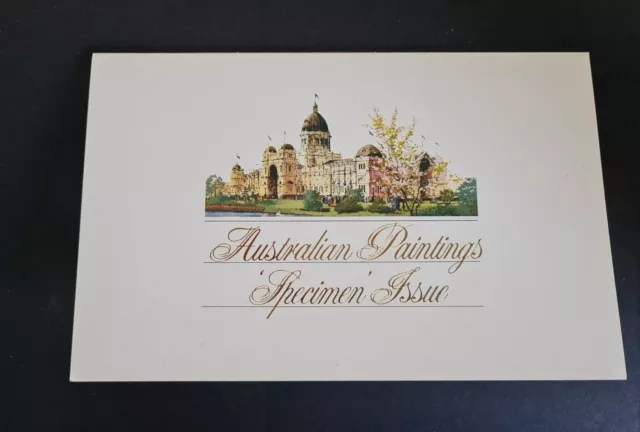 Australian Paintings
'Specimen' Issue